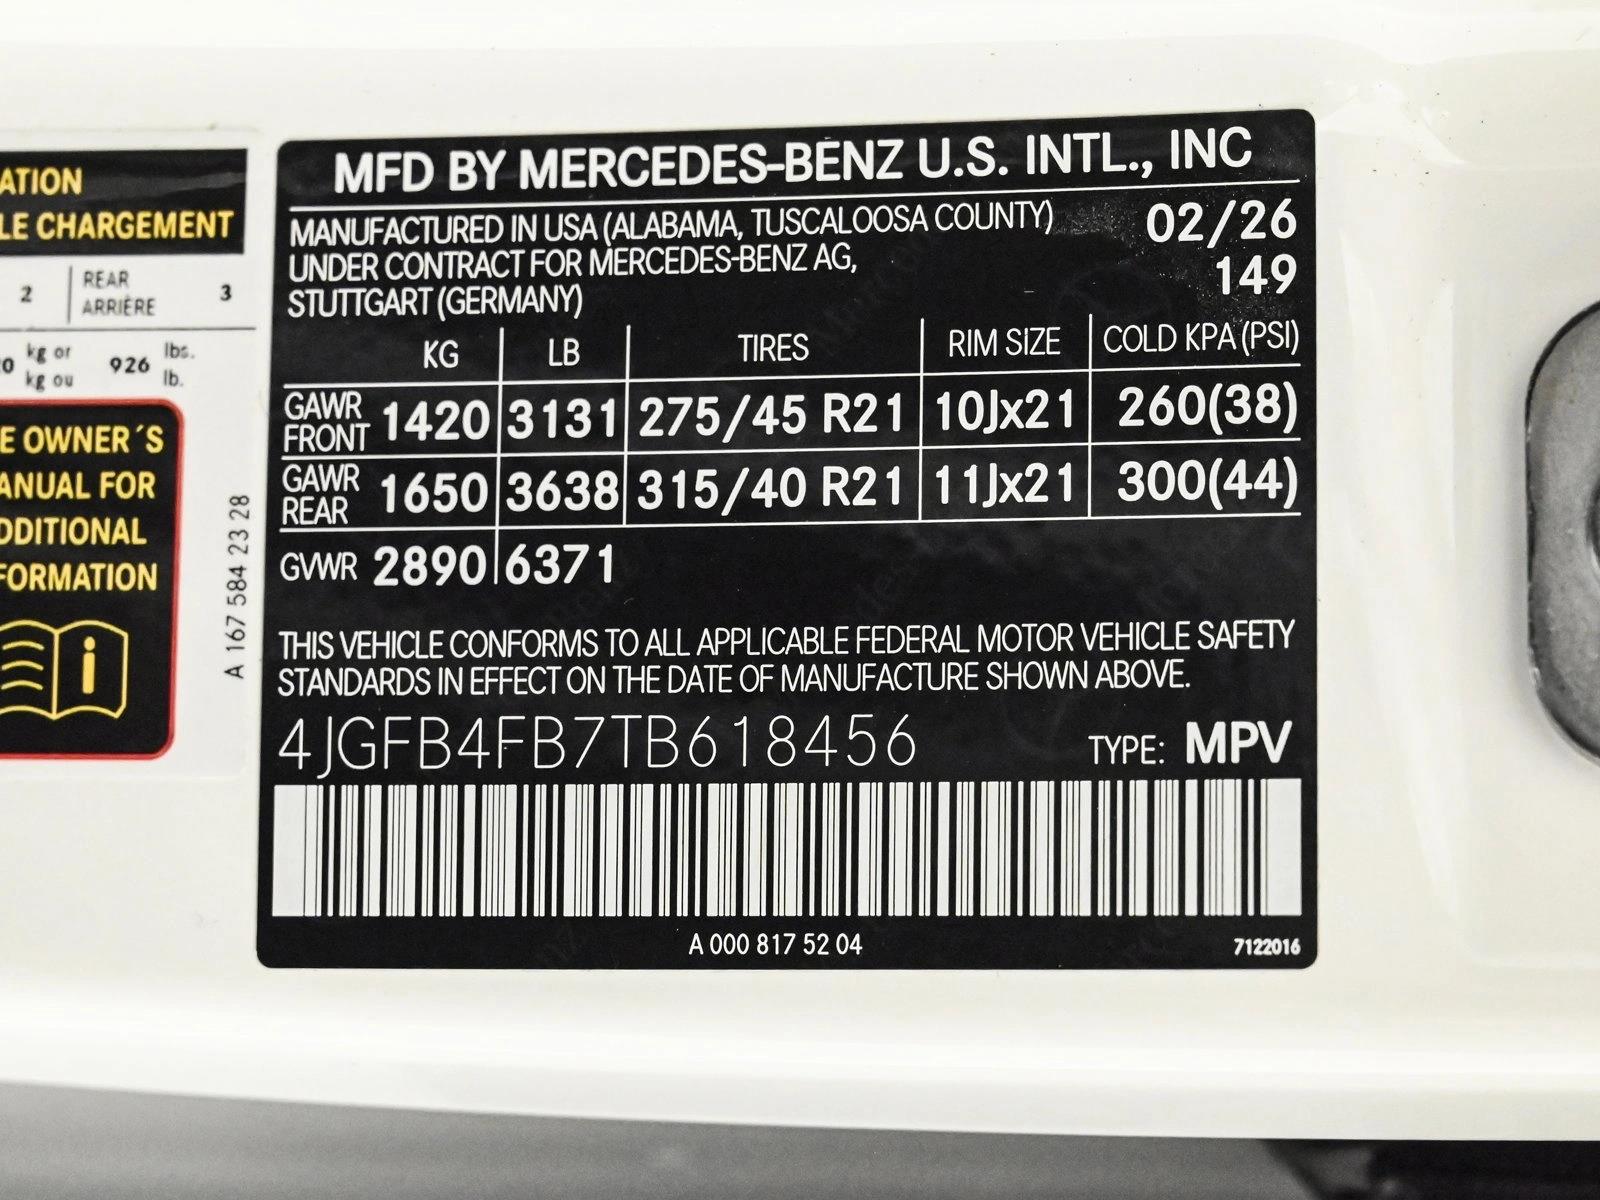 ATION
LE CHARGEMENT
2 REAR ARRIÈRE 3
0 kg or kg ou 926 lbs. lb.
E OWNER´S
ANUAL FOR
DDITIONAL
FORMATION
i
A 167 584 23 28
MFD BY MERCEDES-BENZ U.S. INTL., INC
MANUFACTURED IN USA (ALABAMA, TUSCALOOSA COUNTY) 02/26
UNDER CONTRACT FOR MERCEDES-BENZ AG, 149
STUTTGART (GERMANY)
KG LB TIRES RIM SIZE COLD KPA (PSI)
GAWR FRONT 1420 3131 275/45 R21 10Jx21 260(38)
GAWR REAR 1650 3638 315/40 R21 11Jx21 300(44)
GVWR 2890 6371
THIS VEHICLE CONFORMS TO ALL APPLICABLE FEDERAL MOTOR VEHICLE SAFETY
STANDARDS IN EFFECT ON THE DATE OF MANUFACTURE SHOWN ABOVE.
4JGFB4FB7TB618456 TYPE: MPV
A 000 817 52 04 7122016